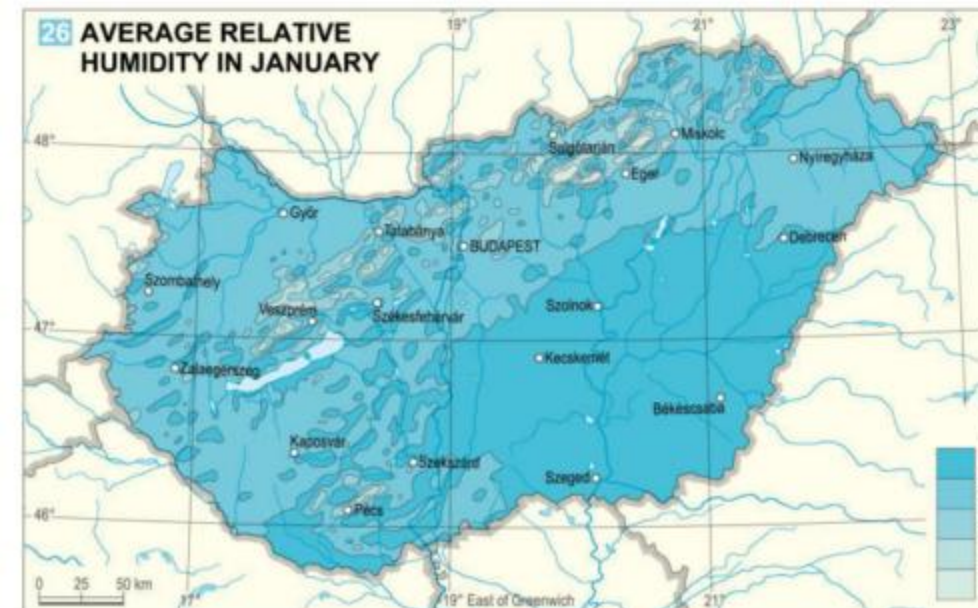 26 AVERAGE RELATIVE
HUMIDITY IN JANUARY
19°
21°
23°
48°
Salgótarján
Miskolc
Nyíregyháza
Eger
Győr
Tatabánya
BUDAPEST
Debrecen
Szombathely
Veszprém
Székesfehérvár
Szolnok
47°
Zalaegerszeg
Kecskemét
Békéscsaba
Kaposvár
Szekszárd
Szeged
46°
Pécs
0 25 50 km
17°
19° East of Greenwich
21°